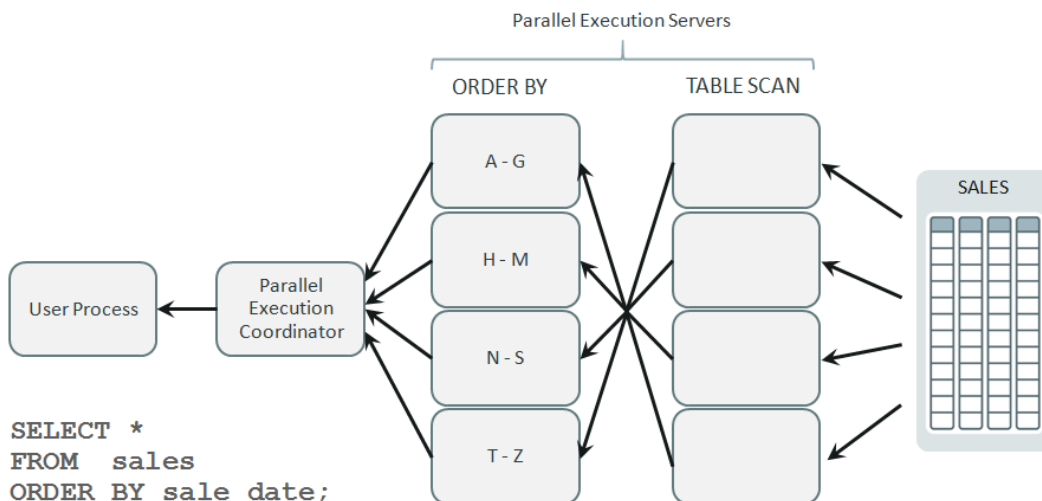 Parallel Execution Servers
ORDER BY
TABLE SCAN
A - G
H - M
N - S
T - Z
SALES
User Process
Parallel
Execution
Coordinator
SELECT *
FROM sales
ORDER BY sale date;